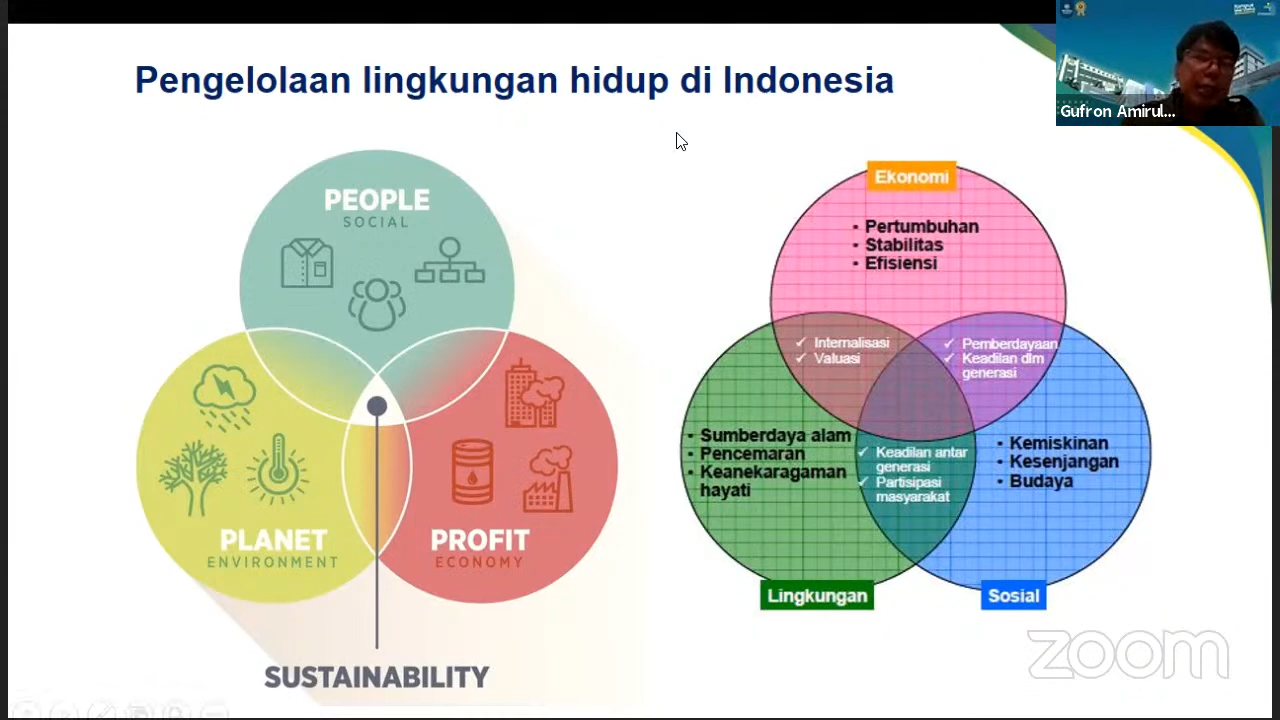 Pengelolaan lingkungan hidup di Indonesia
Gufron Amirul...
PEOPLE
SOCIAL
PLANET
ENVIRONMENT
PROFIT
ECONOMY
SUSTAINABILITY
Ekonomi
• Pertumbuhan
• Stabilitas
• Efisiensi
✓ Internalisasi
✓ Valuasi
✓ Pemberdayaan
✓ Keadilan dlm
generasi
• Sumberdaya alam
• Pencemaran
• Keanekaragaman
hayati
✓ Keadilan antar
generasi
✓ Partisipasi
masyarakat
• Kemiskinan
• Kesenjangan
• Budaya
Lingkungan
Sosial
zoom